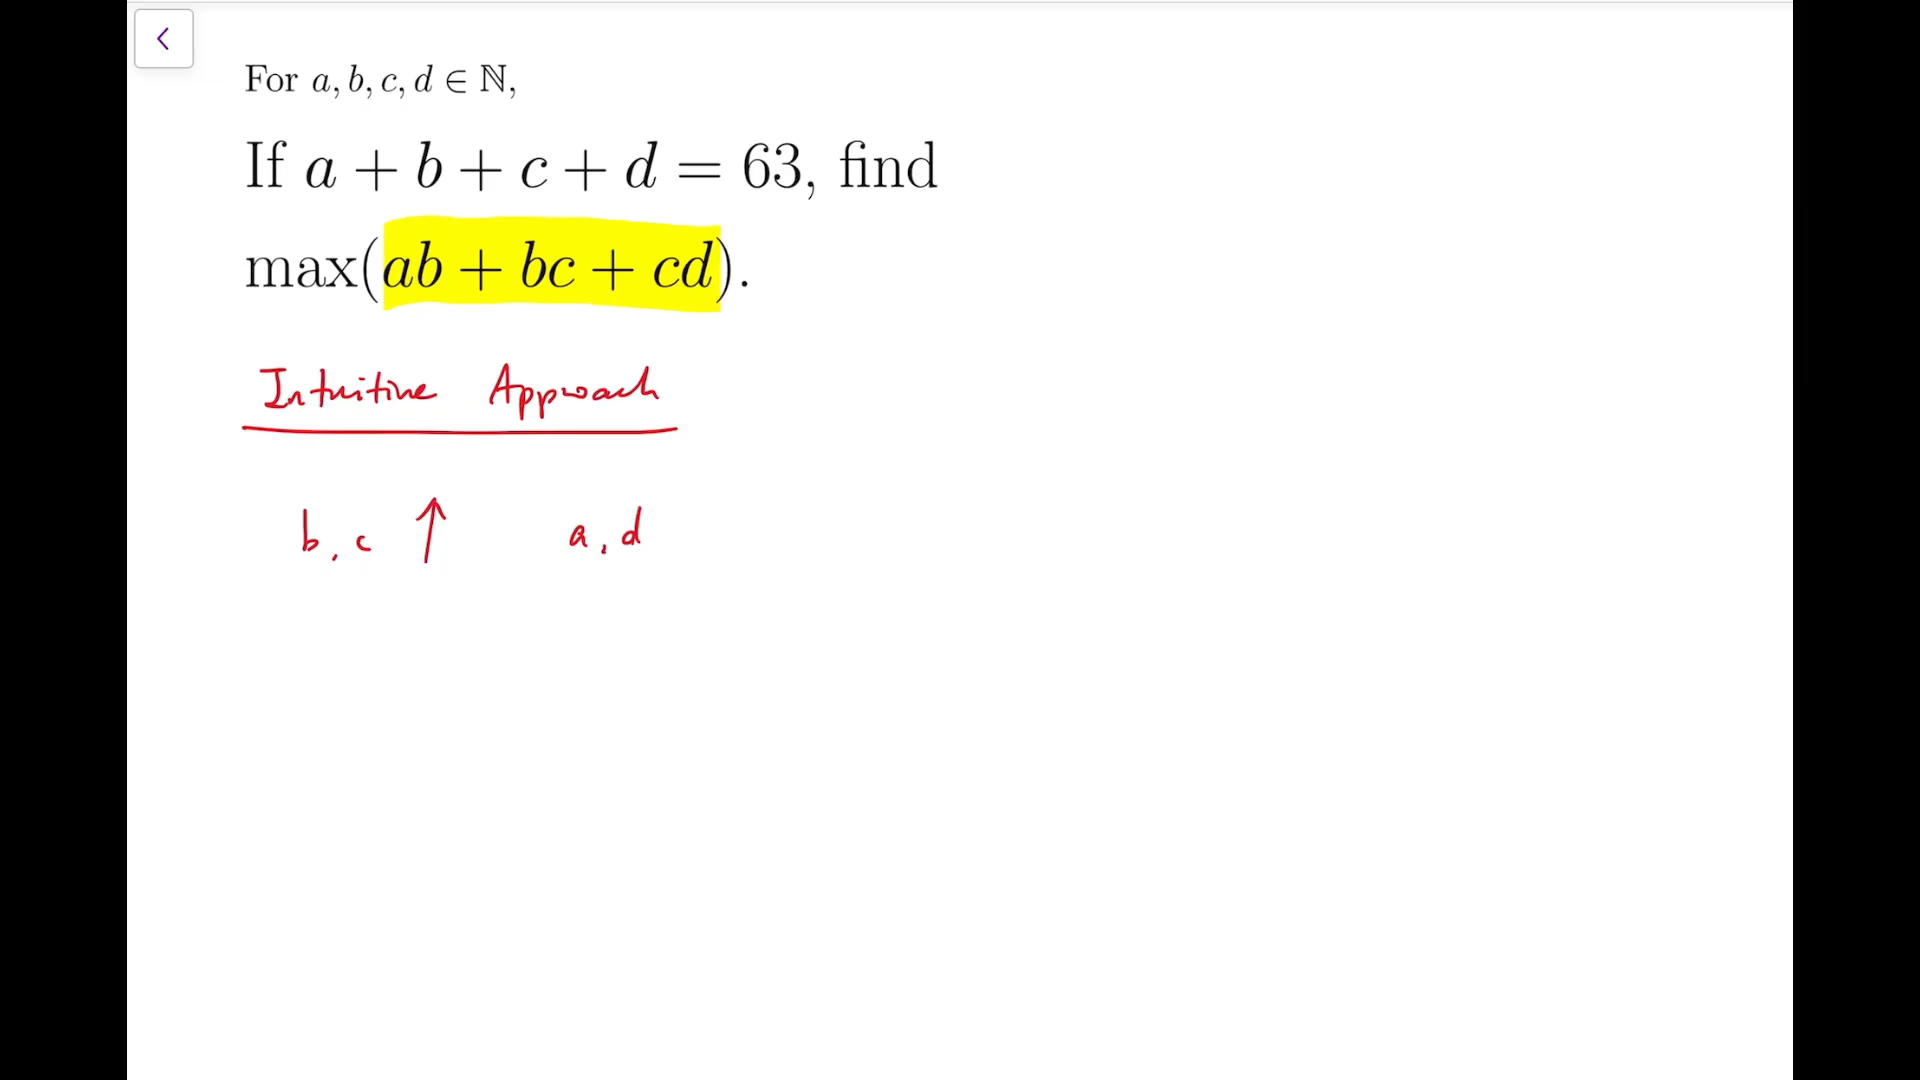 For a, b, c, d ∈ ℕ,
If a + b + c + d = 63, find
max(ab + bc + cd).
Intuitive Approach
b, c ↑ a, d